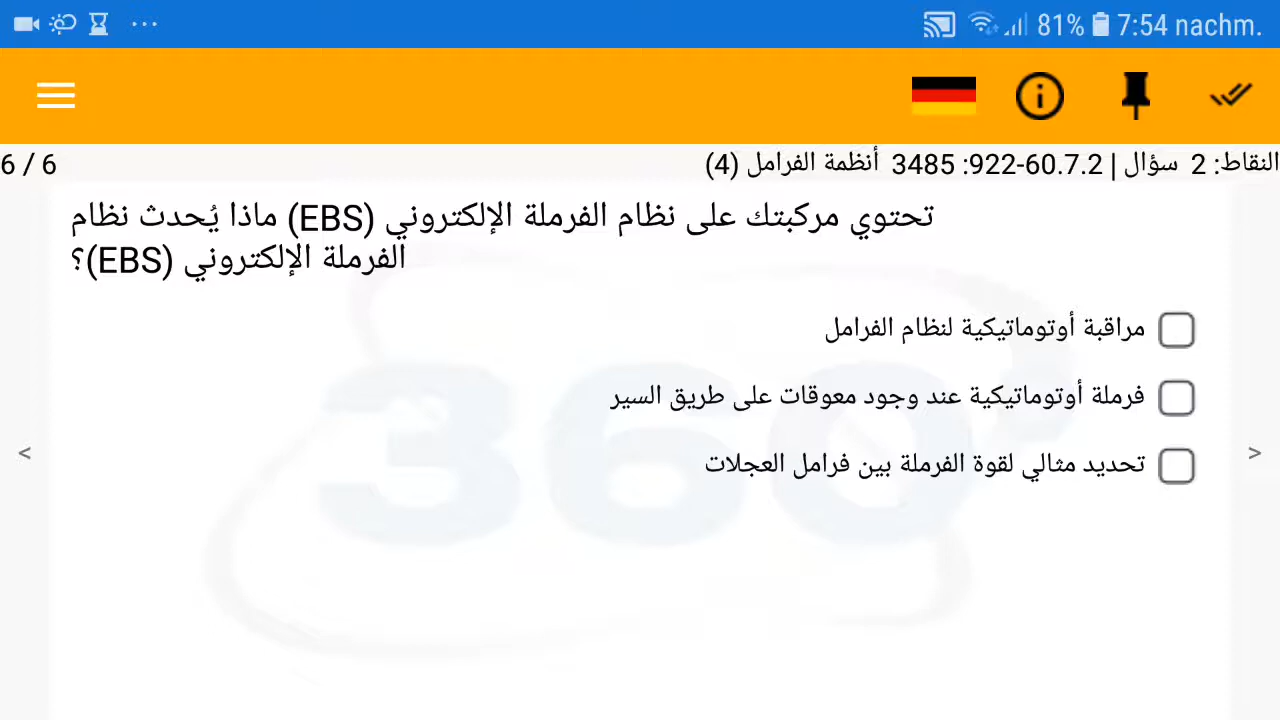 81% 7:54 nachm.
النقاط: 2 سؤال | 2.7.60-922: 3485 أنظمة الفرامل (4)
6 / 6
تحتوي مركبتك على نظام الفرملة الإلكتروني (EBS) ماذا يُحدث نظام
الفرملة الإلكتروني (EBS)؟
مراقبة أوتوماتيكية لنظام الفرامل
فرملة أوتوماتيكية عند وجود معوقات على طريق السير
تحديد مثالي لقوة الفرملة بين فرامل العجلات
< >
360°